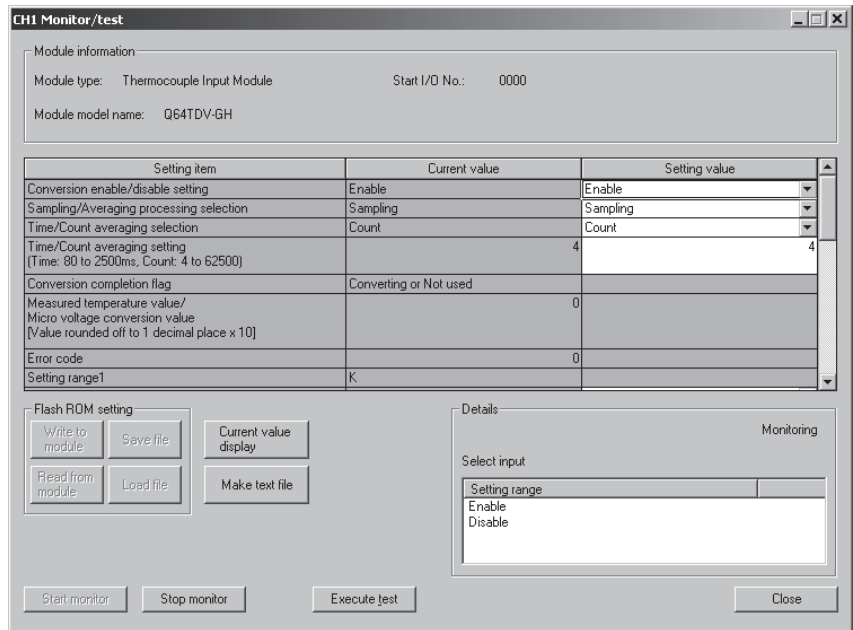 CH1 Monitor/test
Module information
Module type: Thermocouple Input Module Start I/O No.: 0000
Module model name: Q64TDV-GH
Setting item Current value Setting value
Conversion enable/disable setting Enable Enable
Sampling/Averaging processing selection Sampling Sampling
Time/Count averaging selection Count Count
Time/Count averaging setting
(Time: 80 to 2500ms, Count: 4 to 62500) 4 4
Conversion completion flag Converting or Not used
Measured temperature value/ 0
Micro voltage conversion value
[Value rounded off to 1 decimal place x 10]
Error code 0
Setting range1 K
Flash ROM setting
Write to module
Save file
Current value display
Read from module
Load file
Make text file
Details
Monitoring
Select input
Setting range
Enable
Disable
Start monitor Stop monitor Execute test Close